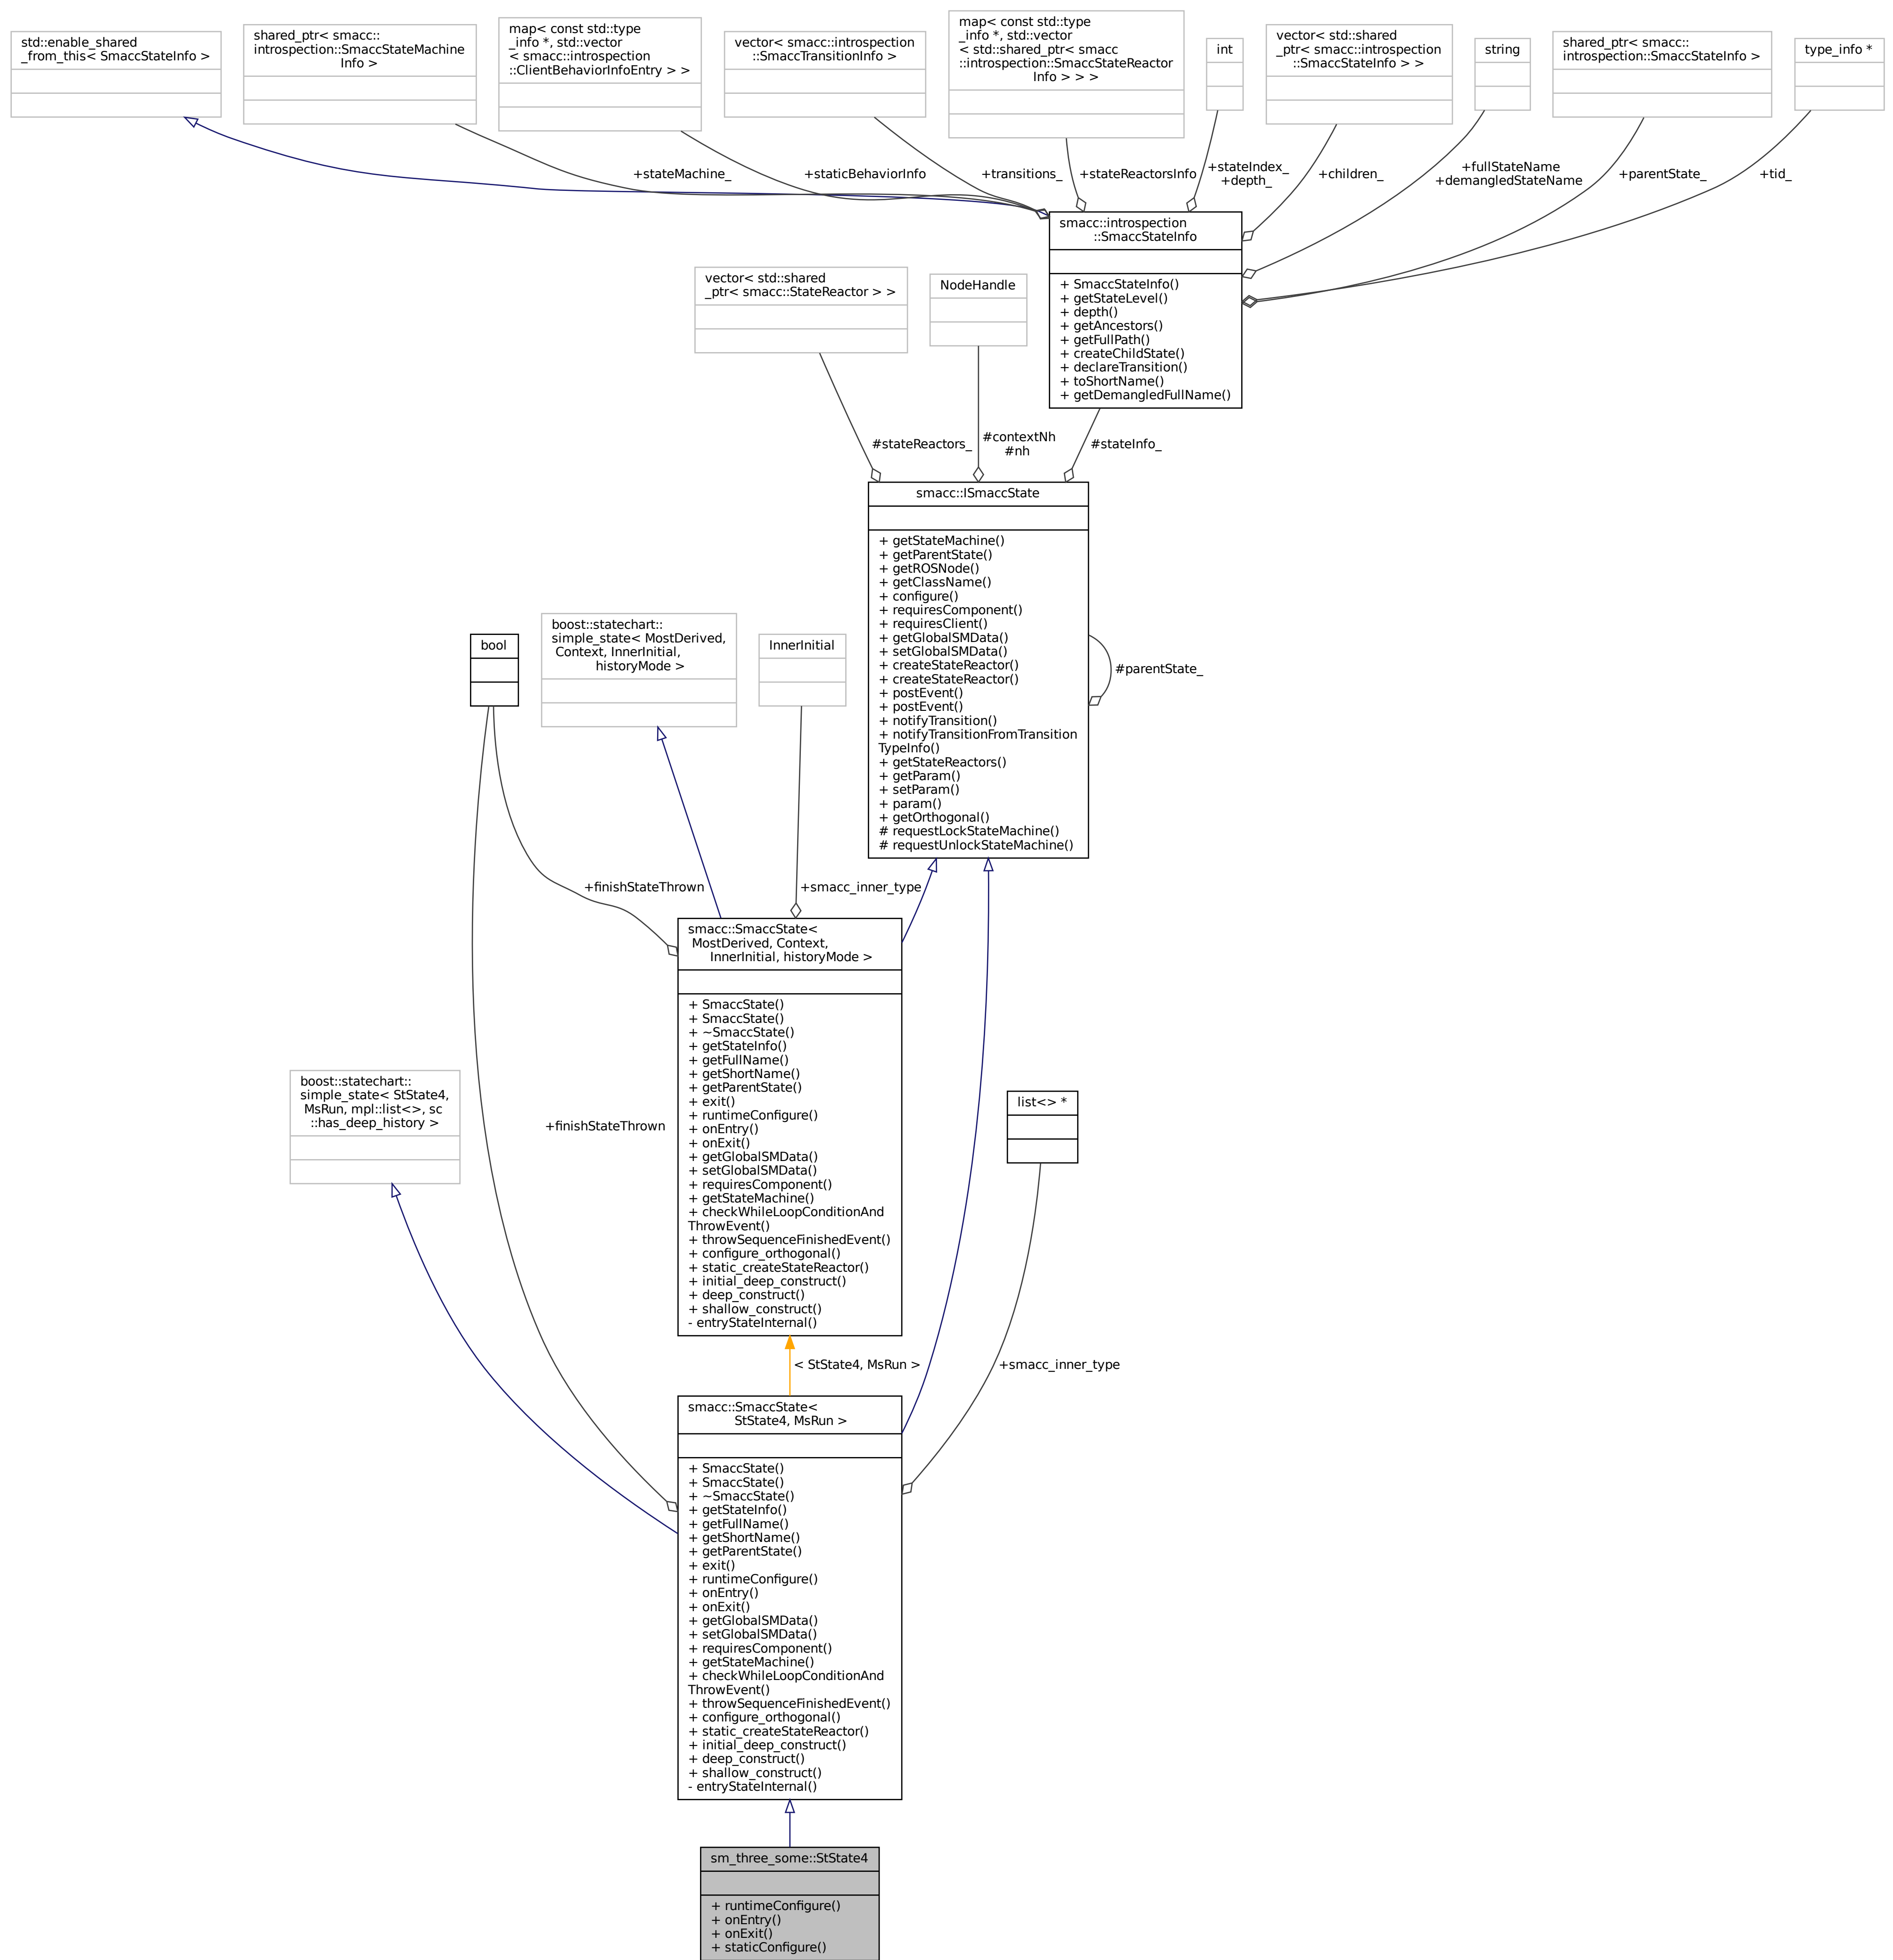 std::enable_shared
_from_this< SmaccStateInfo >
shared_ptr< smacc::
introspection::SmaccStateMachine
Info >
map< const std::type
_info *, std::vector
< smacc::introspection
::ClientBehaviorInfoEntry > >
vector< smacc::introspection
::SmaccTransitionInfo >
map< const std::type
_info *, std::vector
< std::shared_ptr< smacc
::introspection::SmaccStateReactor
Info > > >
int
vector< std::shared
_ptr< smacc::introspection
::SmaccStateInfo > >
string
shared_ptr< smacc::
introspection::SmaccStateInfo >
type_info *
+stateMachine_
+staticBehaviorInfo
+transitions_
+stateReactorsInfo
+stateIndex_
+depth_
+children_
+fullStateName
+demangledStateName
+parentState_
+tid_
smacc::introspection
::SmaccStateInfo
+ SmaccStateInfo()
+ getStateLevel()
+ depth()
+ getAncestors()
+ getFullPath()
+ createChildState()
+ declareTransition()
+ toShortName()
+ getDemangledFullName()
vector< std::shared
_ptr< smacc::StateReactor > >
NodeHandle
#stateReactors_
#contextNh
#nh
#stateInfo_
smacc::ISmaccState
+ getStateMachine()
+ getParentState()
+ getROSNode()
+ getClassName()
+ configure()
+ requiresComponent()
+ requiresClient()
+ getGlobalSMData()
+ setGlobalSMData()
+ createStateReactor()
+ createStateReactor()
+ postEvent()
+ postEvent()
+ notifyTransition()
+ notifyTransitionFromTransition
TypeInfo()
+ getStateReactors()
+ getParam()
+ setParam()
+ param()
+ getOrthogonal()
# requestLockStateMachine()
# requestUnlockStateMachine()
#parentState_
bool
boost::statechart::
simple_state< MostDerived,
Context, InnerInitial,
historyMode >
InnerInitial
+finishStateThrown
+smacc_inner_type
smacc::SmaccState<
MostDerived, Context,
InnerInitial, historyMode >
+ SmaccState()
+ SmaccState()
+ ~SmaccState()
+ getStateInfo()
+ getFullName()
+ getShortName()
+ getParentState()
+ exit()
+ runtimeConfigure()
+ onEntry()
+ onExit()
+ getGlobalSMData()
+ setGlobalSMData()
+ requiresComponent()
+ getStateMachine()
+ checkWhileLoopConditionAnd
ThrowEvent()
+ throwSequenceFinishedEvent()
+ configure_orthogonal()
+ static_createStateReactor()
+ initial_deep_construct()
+ deep_construct()
+ shallow_construct()
- entryStateInternal()
boost::statechart::
simple_state< StState4,
MsRun, mpl::list<>, sc
::has_deep_history >
+finishStateThrown
list<> *
< StState4, MsRun >
+smacc_inner_type
smacc::SmaccState<
StState4, MsRun >
+ SmaccState()
+ SmaccState()
+ ~SmaccState()
+ getStateInfo()
+ getFullName()
+ getShortName()
+ getParentState()
+ exit()
+ runtimeConfigure()
+ onEntry()
+ onExit()
+ getGlobalSMData()
+ setGlobalSMData()
+ requiresComponent()
+ getStateMachine()
+ checkWhileLoopConditionAnd
ThrowEvent()
+ throwSequenceFinishedEvent()
+ configure_orthogonal()
+ static_createStateReactor()
+ initial_deep_construct()
+ deep_construct()
+ shallow_construct()
- entryStateInternal()
sm_three_some::StState4
+ runtimeConfigure()
+ onEntry()
+ onExit()
+ staticConfigure()